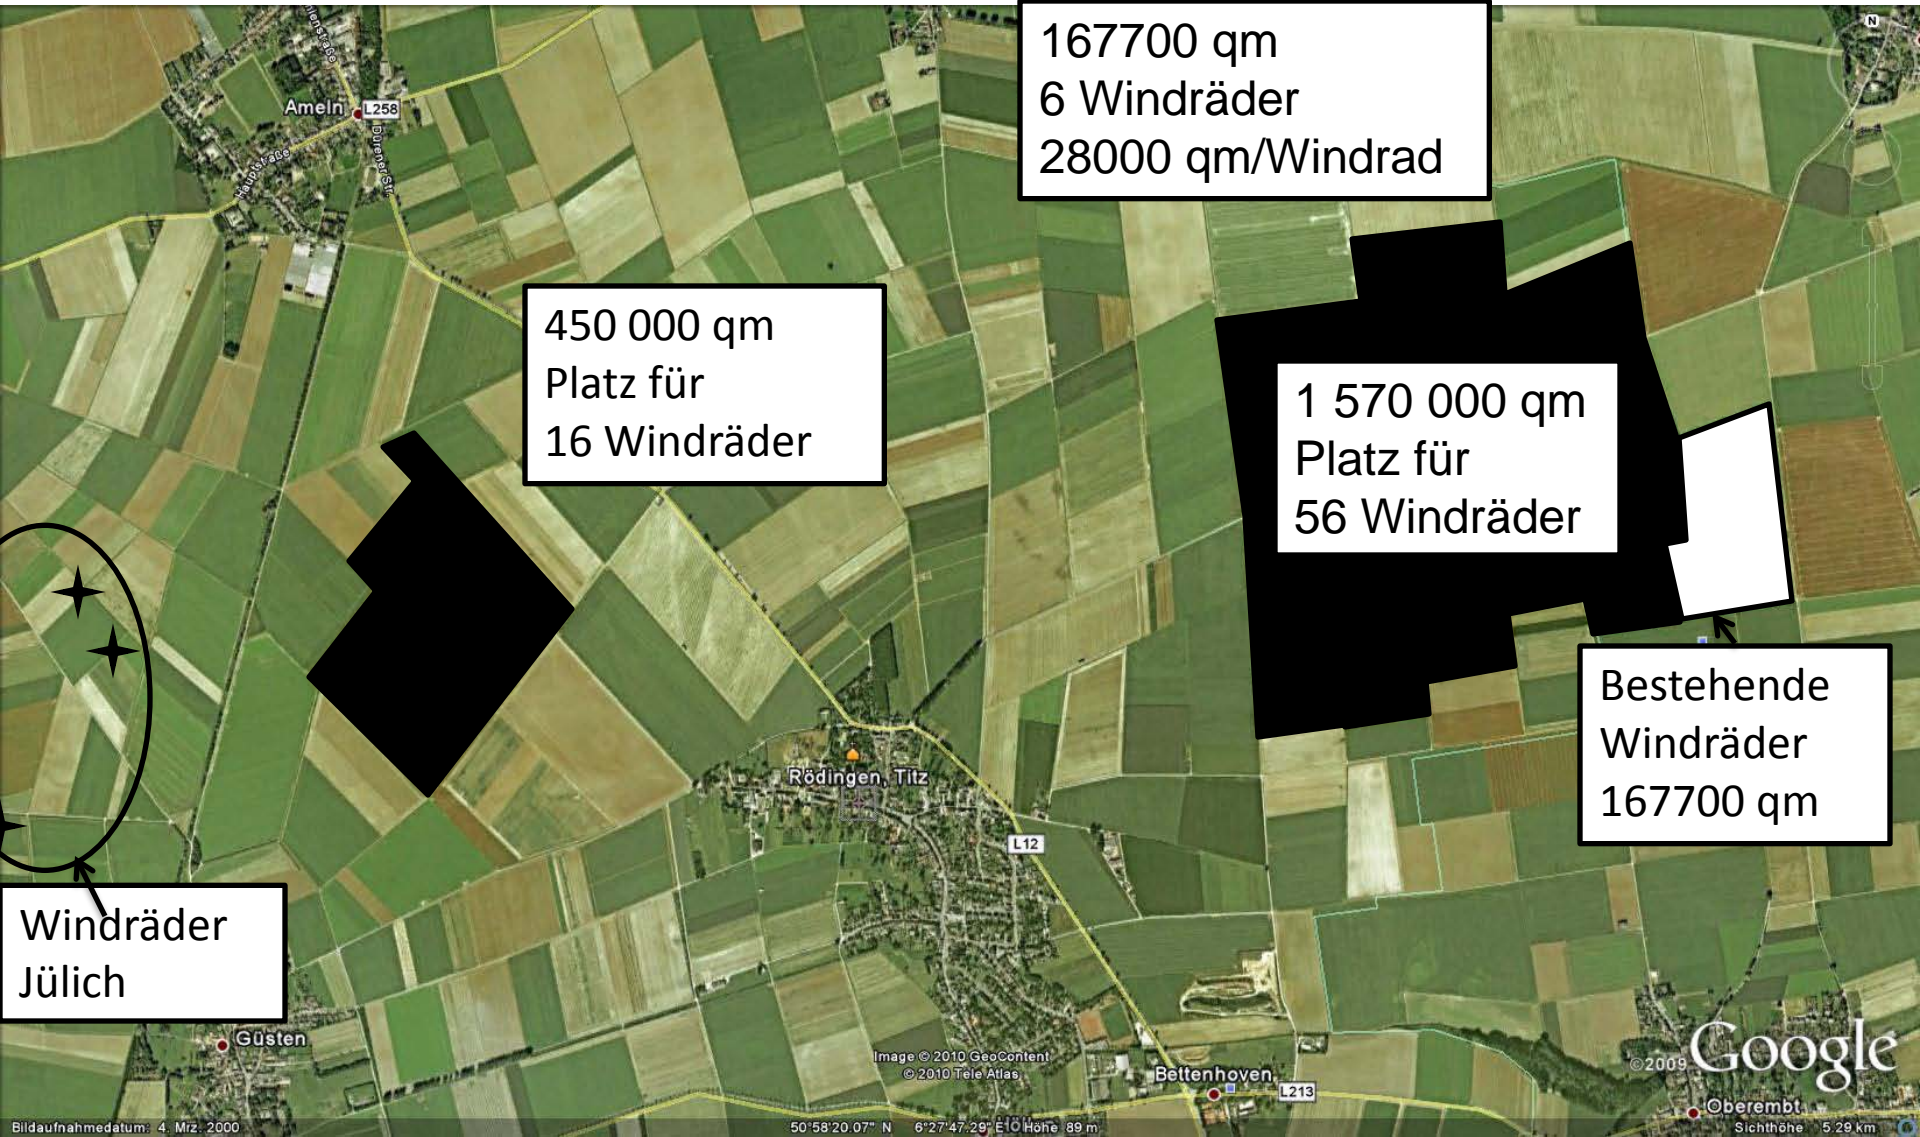 167700 qm
6 Windräder
28000 qm/Windrad
N
Ameln
L258
Hauptstraße
Dürener Str.
450 000 qm
Platz für
16 Windräder
1 570 000 qm
Platz für
56 Windräder
Bestehende
Windräder
167700 qm
Rödingen, Titz
L12
Windräder
Jülich
Güsten
Image © 2010 GeoContent
© 2010 Tele Atlas
Bettenhoven
L213
©2009 Google
Oberembt
Bildaufnahmedatum: 4. Mrz. 2000
50°58'20.07" N 6°27'47.29" E
Höhe 89 m
Sichthöhe 5.29 km